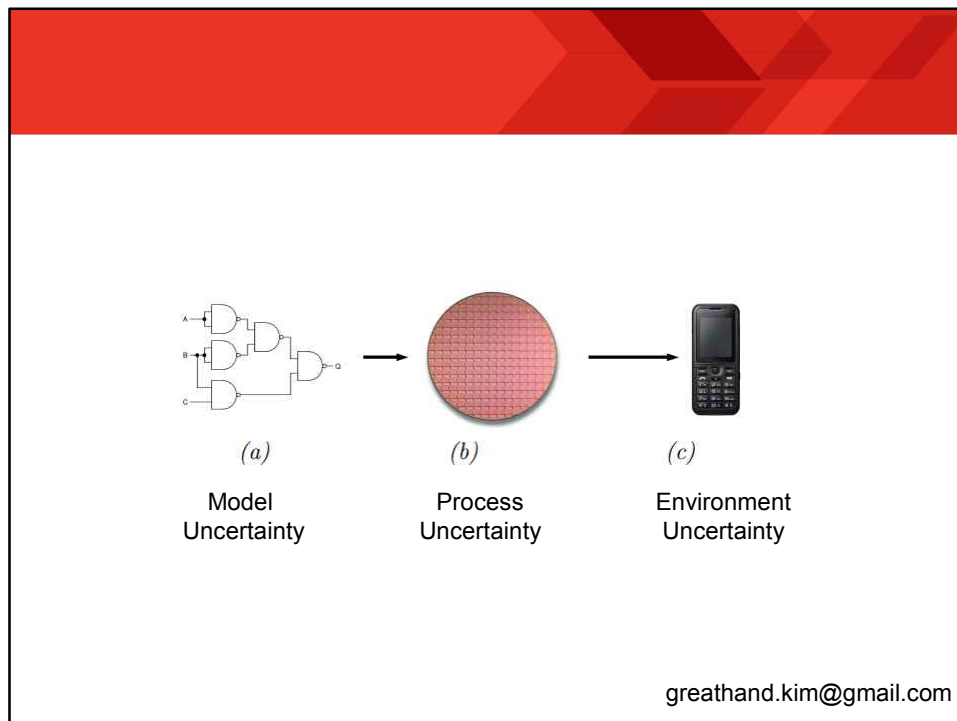 A
B
Q
C
(a)
(b)
(c)
Model
Uncertainty
Process
Uncertainty
Environment
Uncertainty
greathand.kim@gmail.com